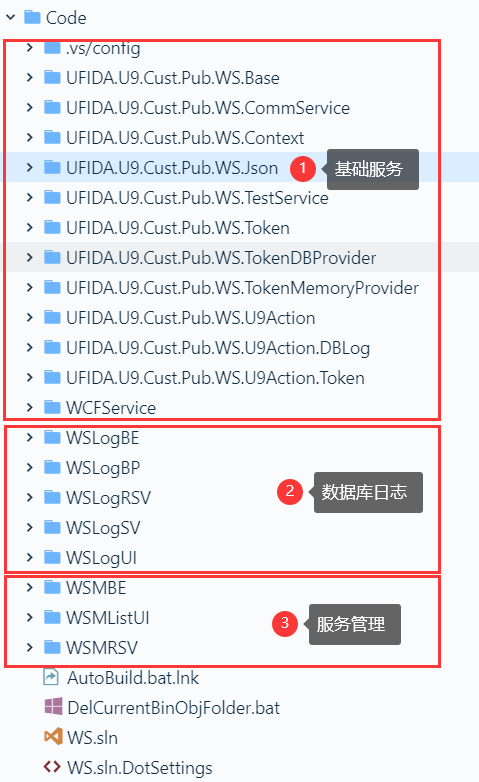 Code
.vs/config
UFIDA.U9.Cust.Pub.WS.Base
UFIDA.U9.Cust.Pub.WS.CommService
UFIDA.U9.Cust.Pub.WS.Context
UFIDA.U9.Cust.Pub.WS.Json 1 基础服务
UFIDA.U9.Cust.Pub.WS.TestService
UFIDA.U9.Cust.Pub.WS.Token
UFIDA.U9.Cust.Pub.WS.TokenDBProvider
UFIDA.U9.Cust.Pub.WS.TokenMemoryProvider
UFIDA.U9.Cust.Pub.WS.U9Action
UFIDA.U9.Cust.Pub.WS.U9Action.DBLog
UFIDA.U9.Cust.Pub.WS.U9Action.Token
WCFService
WSLogBE
WSLogBP
WSLogRSV 2 数据库日志
WSLogSV
WSLogUI
WSMBE
WSMListUI 3 服务管理
WSMRSV
AutoBuild.bat.lnk
DelCurrentBinObjFolder.bat
WS.sln
WS.sln.DotSettings